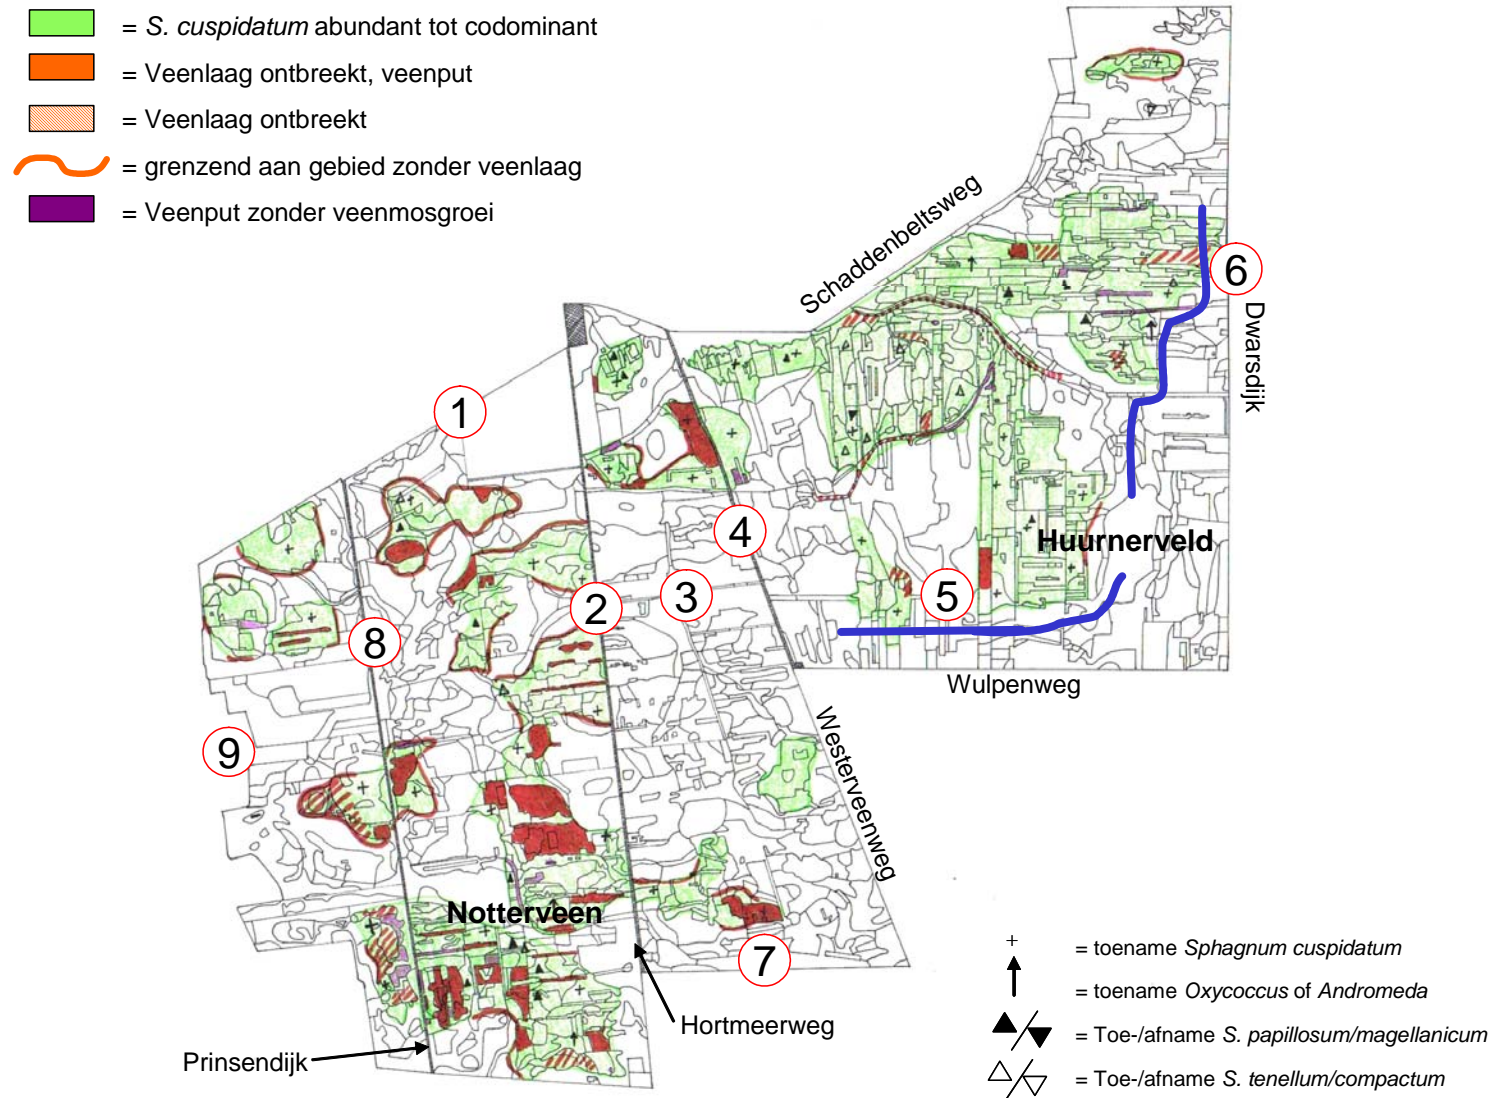 = S. cuspidatum abundant tot codominant
= Veenlaag ontbreekt, veenput
= Veenlaag ontbreekt
= grenzend aan gebied zonder veenlaag
= Veenput zonder veenmosgroei
Schaddenbeltsweg
6
Dwarsdijk
1
4
Huurnerveld
2
3
5
8
Wulpenweg
9
Westerveenweg
Notterveen
7
Hortmeerweg
Prinsendijk
+ = toename Sphagnum cuspidatum
= toename Oxycoccus of Andromeda
/ = Toe-/afname S. papillosum/magellanicum
/ = Toe-/afname S. tenellum/compactum